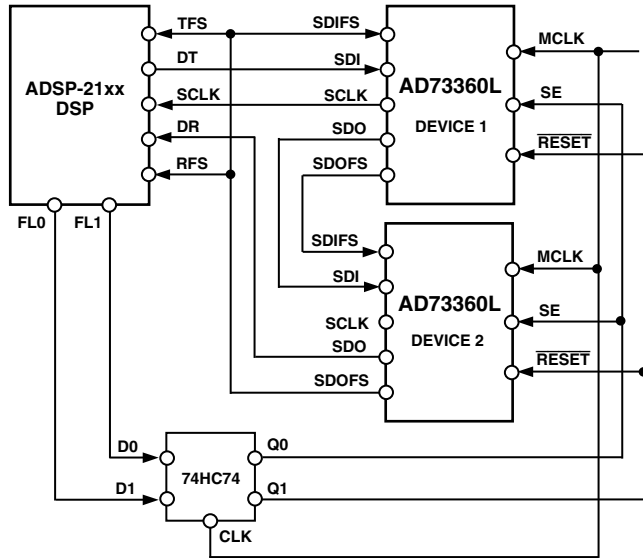 TFS
SDIFS
MCLK
DT
SDI
ADSP-21xx
DSP
AD73360L
SCLK
SCLK
SE
DR
SDO
DEVICE 1
RFS
SDOFS
RESET
FL0
FL1
SDIFS
MCLK
SDI
AD73360L
SCLK
SE
SDO
DEVICE 2
RESET
SDOFS
D0
Q0
74HC74
D1
Q1
CLK